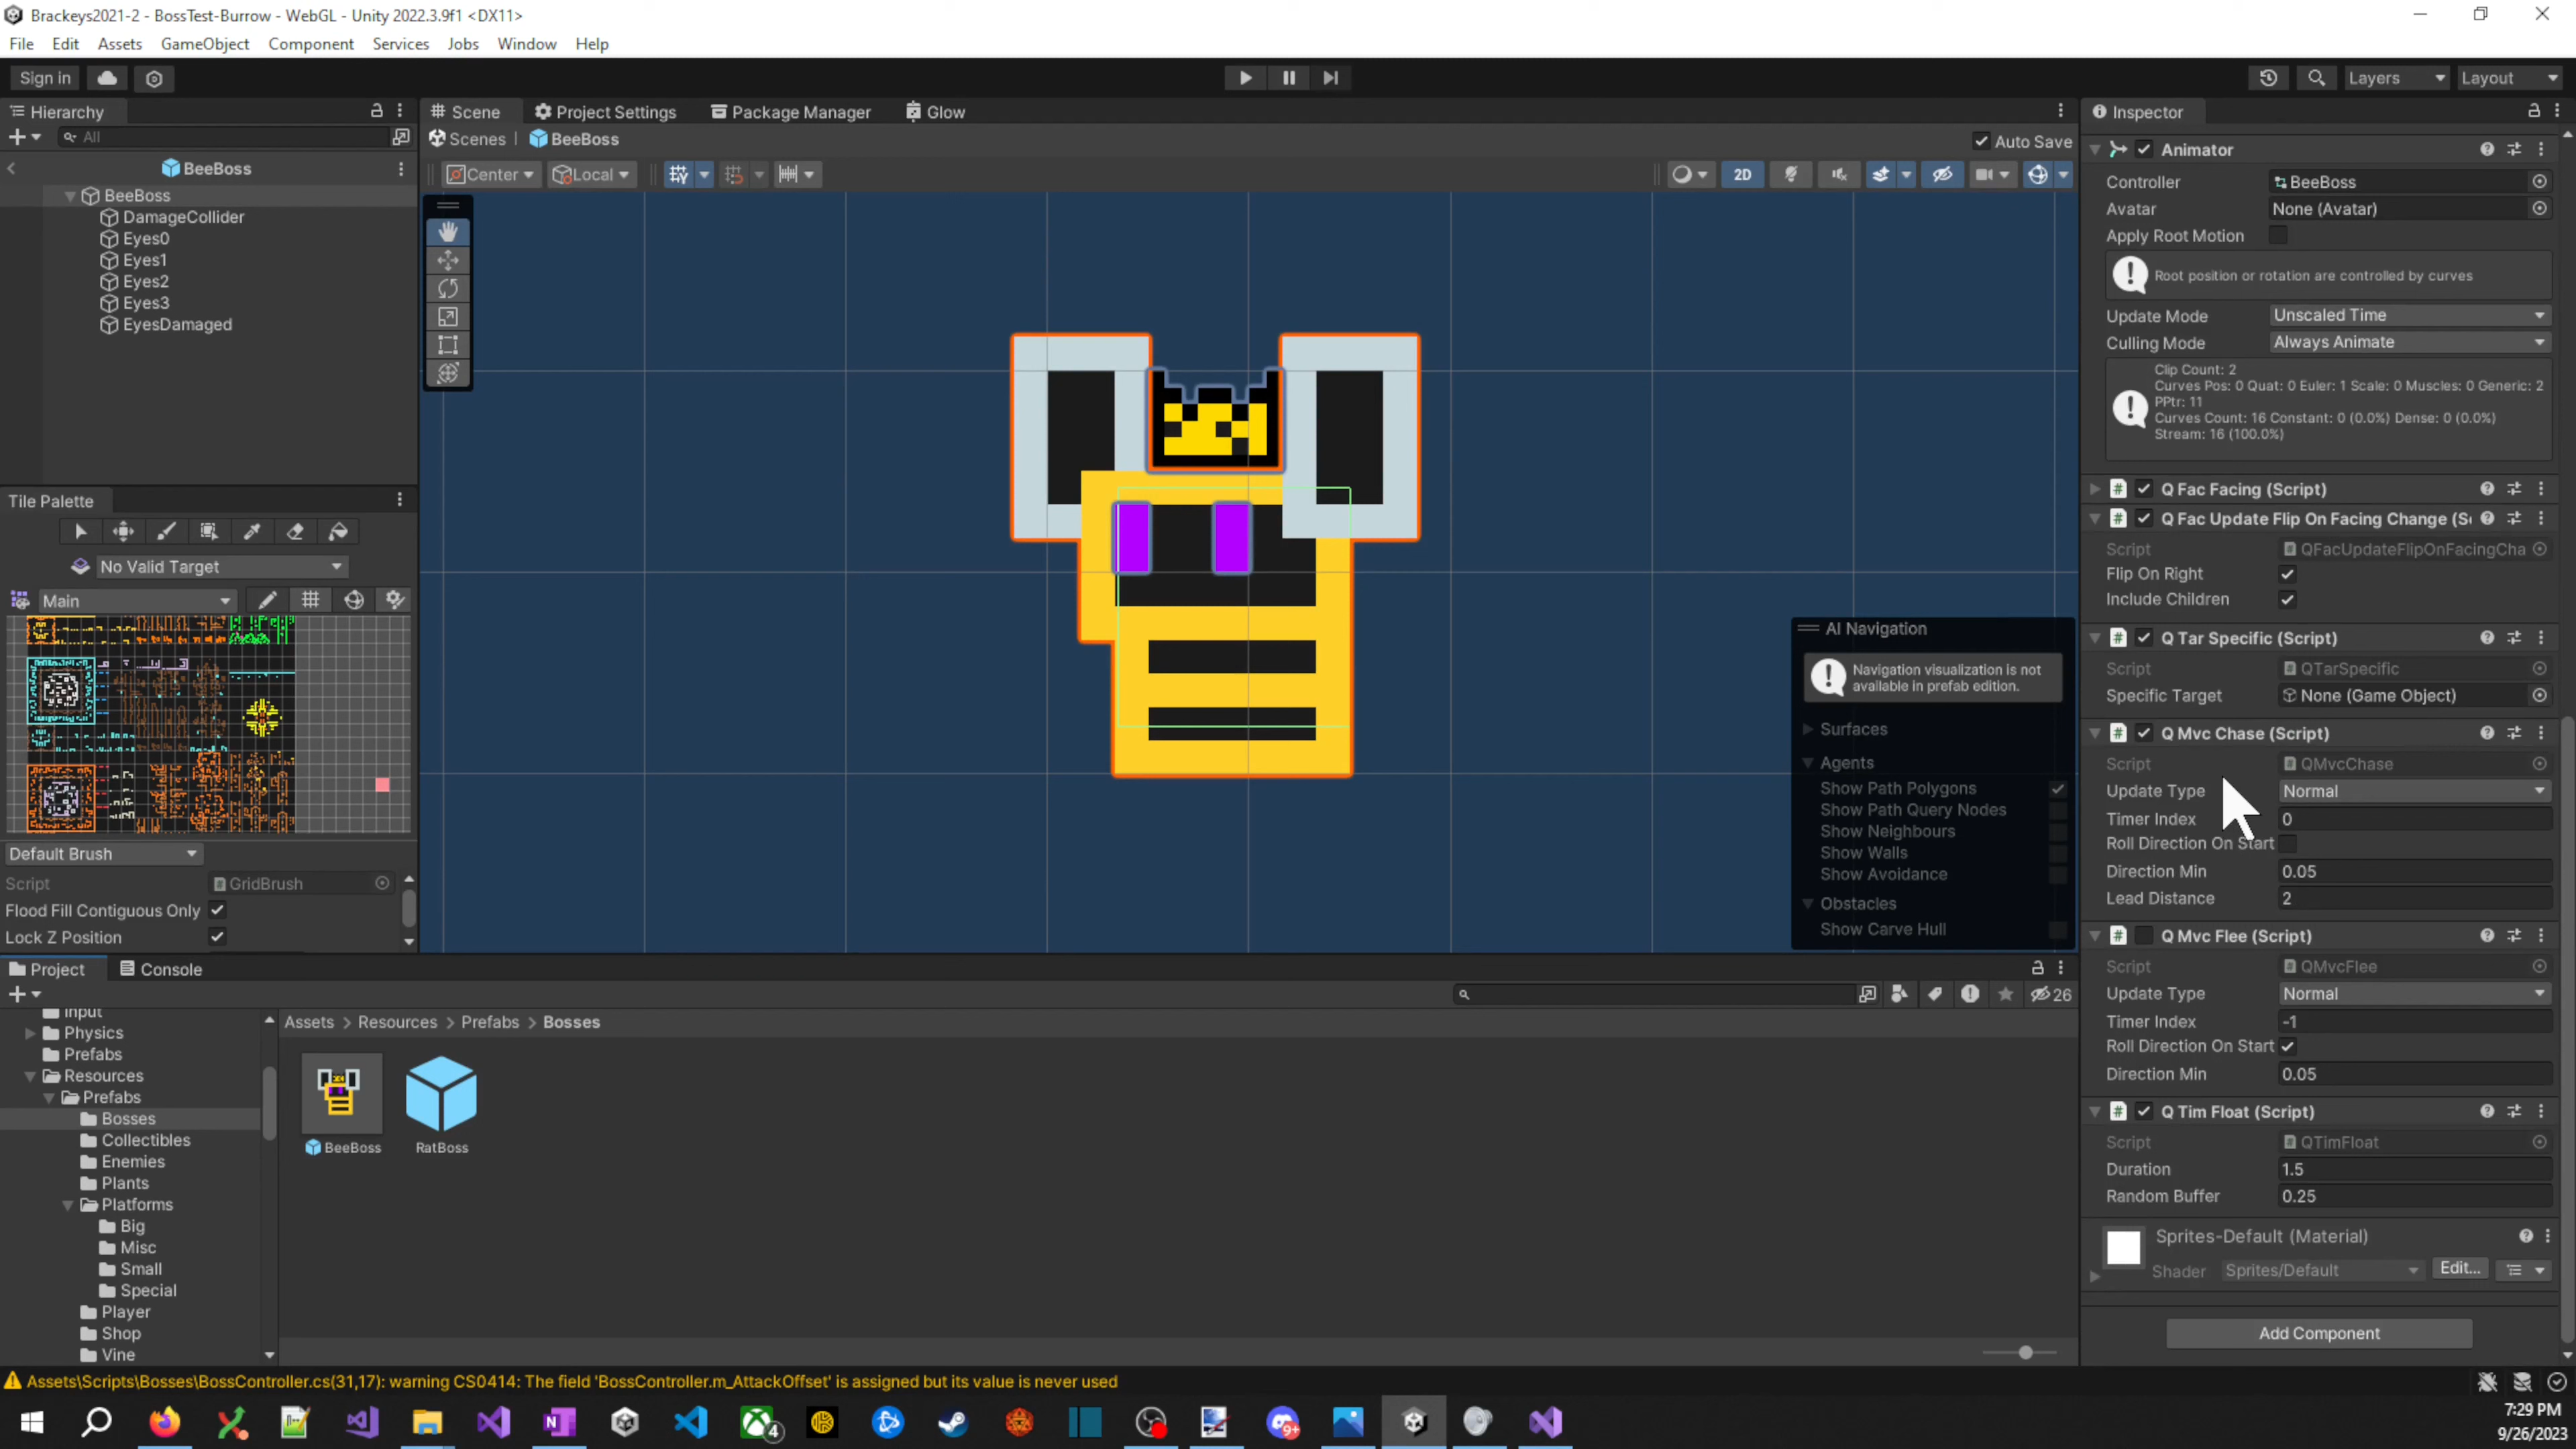 Brackeys2021-2 - BossTest-Burrow - WebGL - Unity 2022.3.9f1 <DX11>
File Edit Assets GameObject Component Services Jobs Window Help
Sign in
Layers
Layout
Hierarchy
All
BeeBoss
BeeBoss
DamageCollider
Eyes0
Eyes1
Eyes2
Eyes3
EyesDamaged
Tile Palette
No Valid Target
Main
Default Brush
Script GridBrush
Flood Fill Contiguous Only
Lock Z Position
Scene Project Settings Package Manager Glow
Scenes BeeBoss
Auto Save
Center Local
2D
AI Navigation
Navigation visualization is not
available in prefab edition.
Surfaces
Agents
Show Path Polygons
Show Path Query Nodes
Show Neighbours
Show Walls
Show Avoidance
Obstacles
Show Carve Hull
Inspector
Animator
Controller BeeBoss
Avatar None (Avatar)
Apply Root Motion
Root position or rotation are controlled by curves
Update Mode Unscaled Time
Culling Mode Always Animate
Clip Count: 2
Curves Pos: 0 Quat: 0 Euler: 1 Scale: 0 Muscles: 0 Generic: 2
PPtr: 11
Curves Count: 16 Constant: 0 (0.0%) Dense: 0 (0.0%)
Stream: 16 (100.0%)
Q Fac Facing (Script)
Q Fac Update Flip On Facing Change (S
Script QFacUpdateFlipOnFacingCha
Flip On Right
Include Children
Q Tar Specific (Script)
Script QTarSpecific
Specific Target None (Game Object)
Q Mvc Chase (Script)
Script QMvcChase
Update Type Normal
Timer Index 0
Roll Direction On Start
Direction Min 0.05
Lead Distance 2
Q Mvc Flee (Script)
Script QMvcFlee
Update Type Normal
Timer Index -1
Roll Direction On Start
Direction Min 0.05
Q Tim Float (Script)
Script QTimFloat
Duration 1.5
Random Buffer 0.25
Sprites-Default (Material)
Shader Sprites/Default Edit...
Add Component
Project Console
26
Input
Physics
Prefabs
Resources
Prefabs
Bosses
Collectibles
Enemies
Plants
Platforms
Big
Misc
Small
Special
Player
Shop
Vine
Assets > Resources > Prefabs > Bosses
BeeBoss
RatBoss
Assets\Scripts\Bosses\BossController.cs(31,17): warning CS0414: The field 'BossController.m_AttackOffset' is assigned but its value is never used
4
9+
7:29 PM
9/26/2023